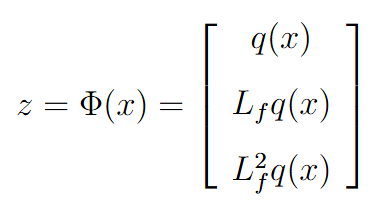 z = Φ(x) = [ q(x)
L_f q(x)
L_f^2 q(x) ]